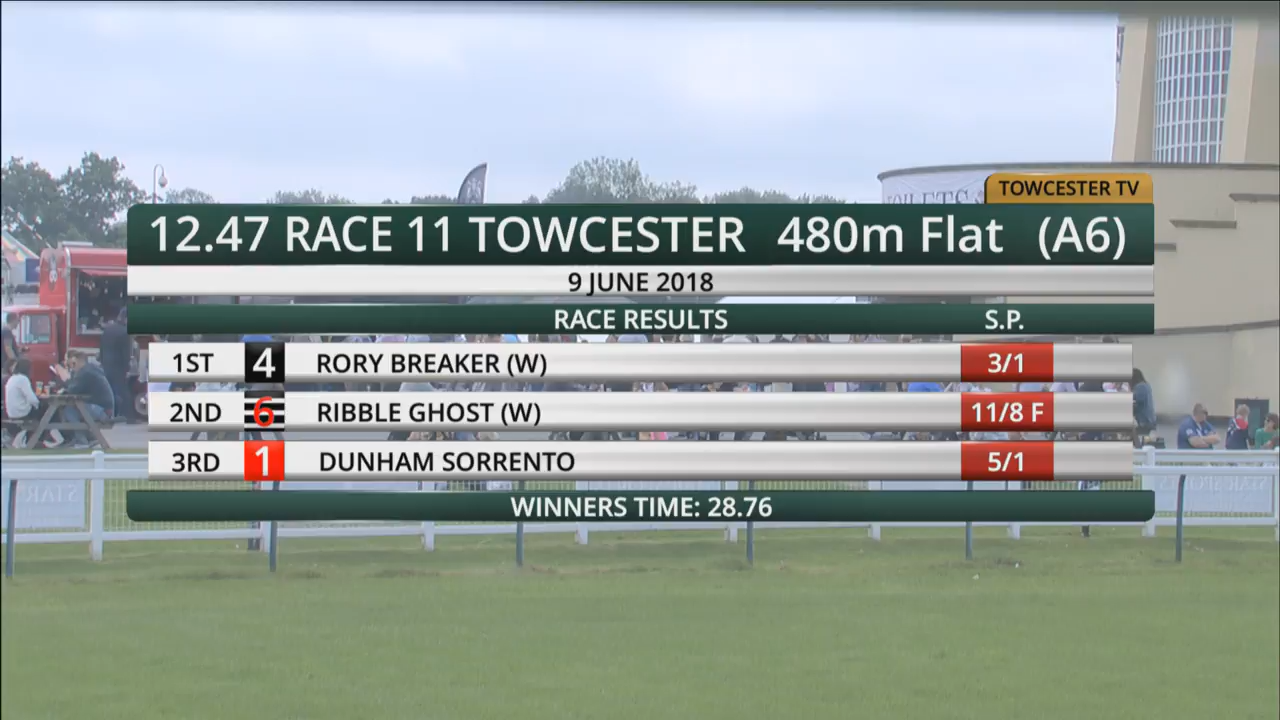 TOWCESTER TV
12.47 RACE 11 TOWCESTER 480m Flat (A6)
9 JUNE 2018
RACE RESULTS S.P.
1ST 4 RORY BREAKER (W) 3/1
2ND 6 RIBBLE GHOST (W) 11/8 F
3RD 1 DUNHAM SORRENTO 5/1
WINNERS TIME: 28.76